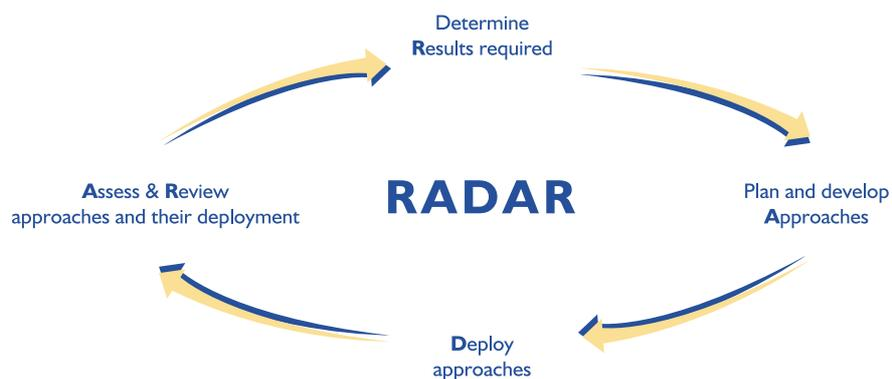 Determine
Results required
Assess & Review
approaches and their deployment
RADAR
Plan and develop
Approaches
Deploy
approaches